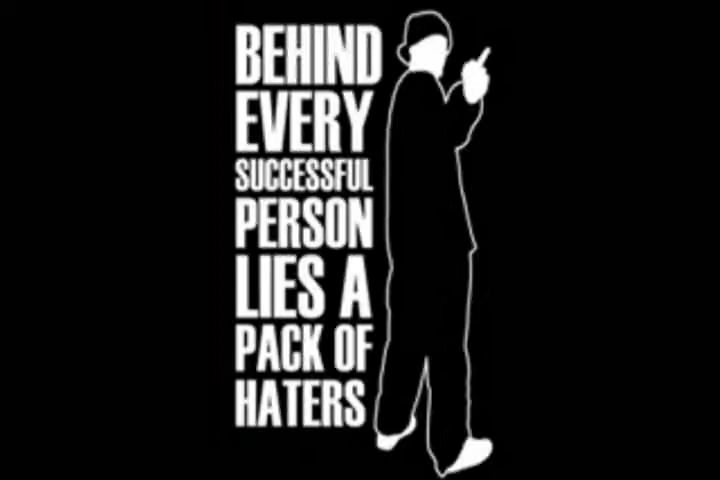 BEHIND
EVERY
SUCCESSFUL
PERSON
LIES A
PACK OF
HATERS